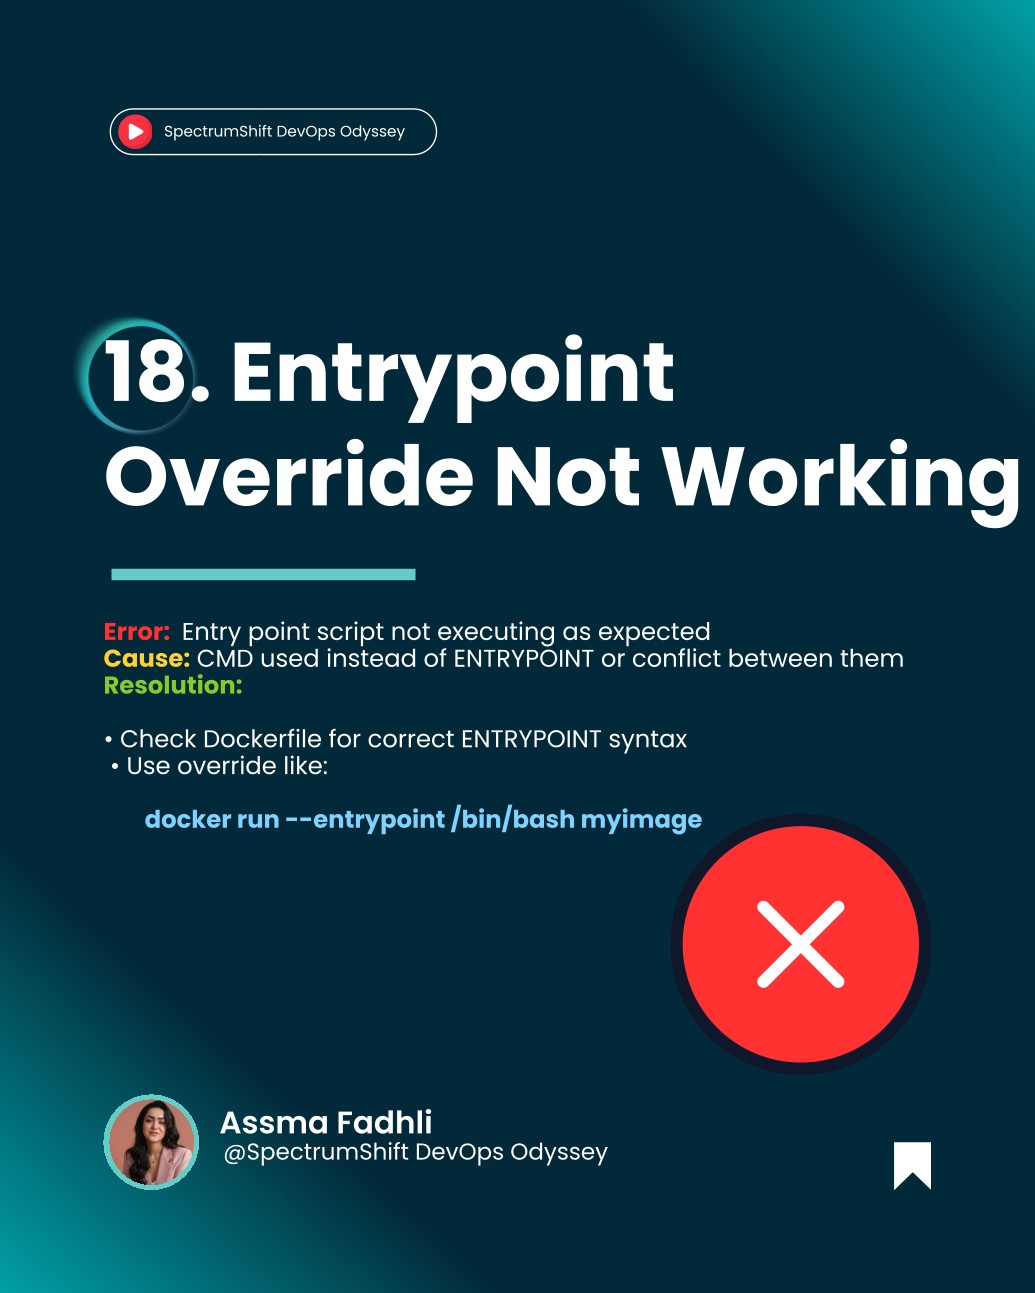 SpectrumShift DevOps Odyssey
18. Entrypoint
Override Not Working
Error: Entry point script not executing as expected
Cause: CMD used instead of ENTRYPOINT or conflict between them
Resolution:
• Check Dockerfile for correct ENTRYPOINT syntax
• Use override like:
docker run --entrypoint /bin/bash myimage
Assma Fadhli
@SpectrumShift DevOps Odyssey